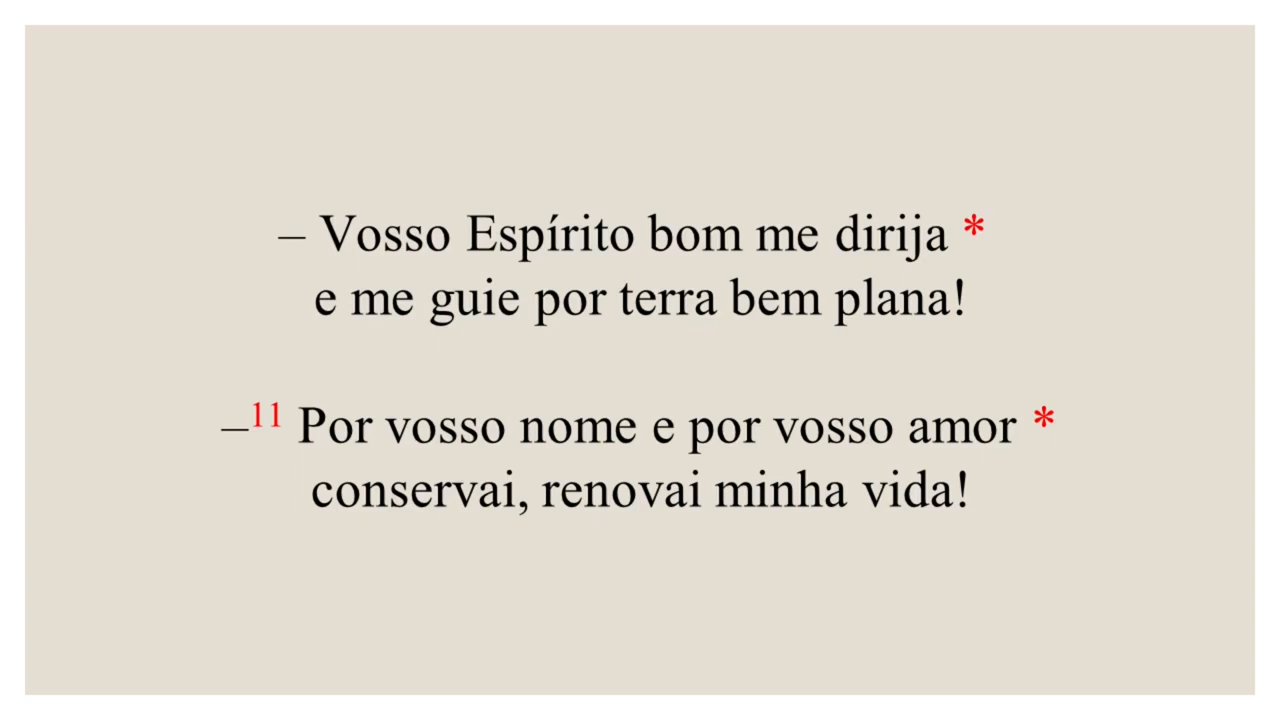 – Vosso Espírito bom me dirija *
e me guie por terra bem plana!
–11 Por vosso nome e por vosso amor *
conservai, renovai minha vida!